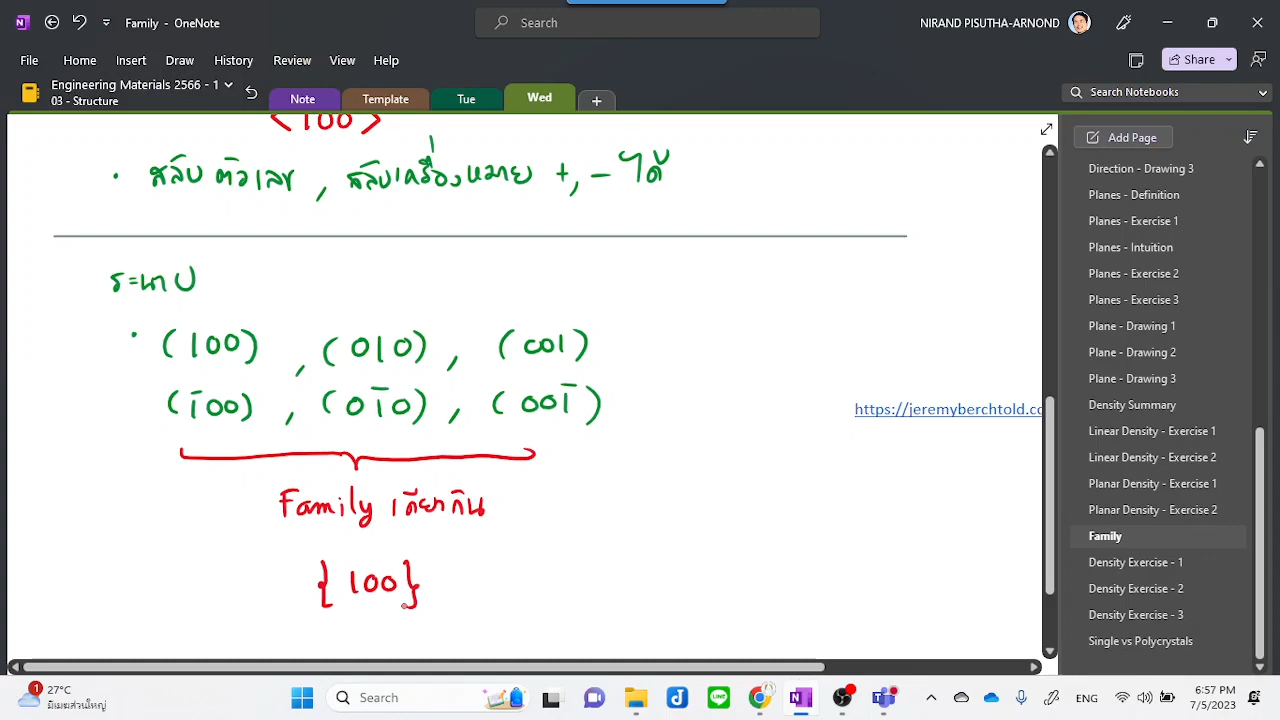 Family - OneNote
Search
NIRAND PISUTHA-ARNOND
File Home Insert Draw History Review View Help
Share
Engineering Materials 2566 - 1
03 - Structure
Note Template Tue Wed
Search Notebooks
Add Page
<100>
• สลับ ตัวเลข , สลับเครื่องหมาย +, - ได้
ระนาบ
• (100) , (010) , (001)
(1̅00) , (01̅0) , (001̅)
https://jeremyberchtold.co
Family เดียวกัน
{100}
Direction - Drawing 3
Planes - Definition
Planes - Exercise 1
Planes - Intuition
Planes - Exercise 2
Planes - Exercise 3
Plane - Drawing 1
Plane - Drawing 2
Plane - Drawing 3
Density Summary
Linear Density - Exercise 1
Linear Density - Exercise 2
Planar Density - Exercise 1
Planar Density - Exercise 2
Family
Density Exercise - 1
Density Exercise - 2
Density Exercise - 3
Single vs Polycrystals
1
27°C
มีแดดส่วนใหญ่
Search
LINE
ENG
6:57 PM
7/5/2023